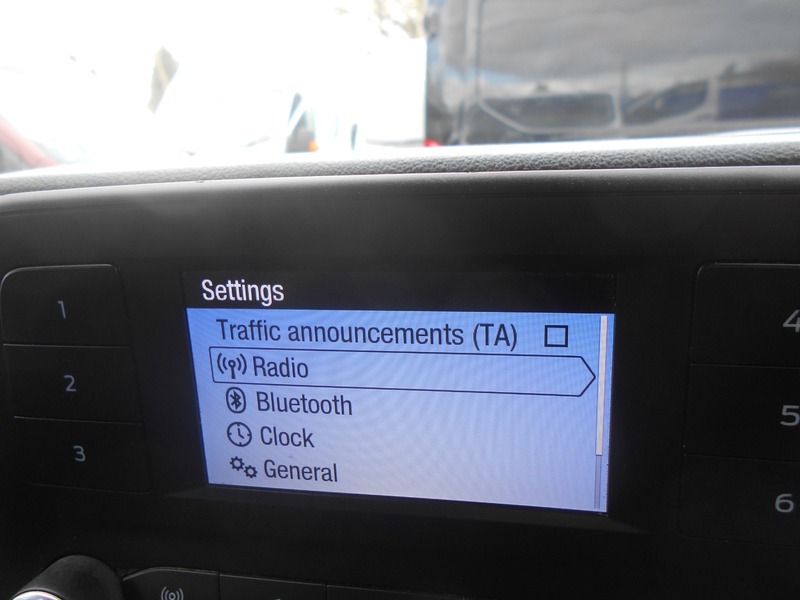 Settings
Traffic announcements (TA)
Radio
Bluetooth
Clock
General
1
2
3
4
5
6